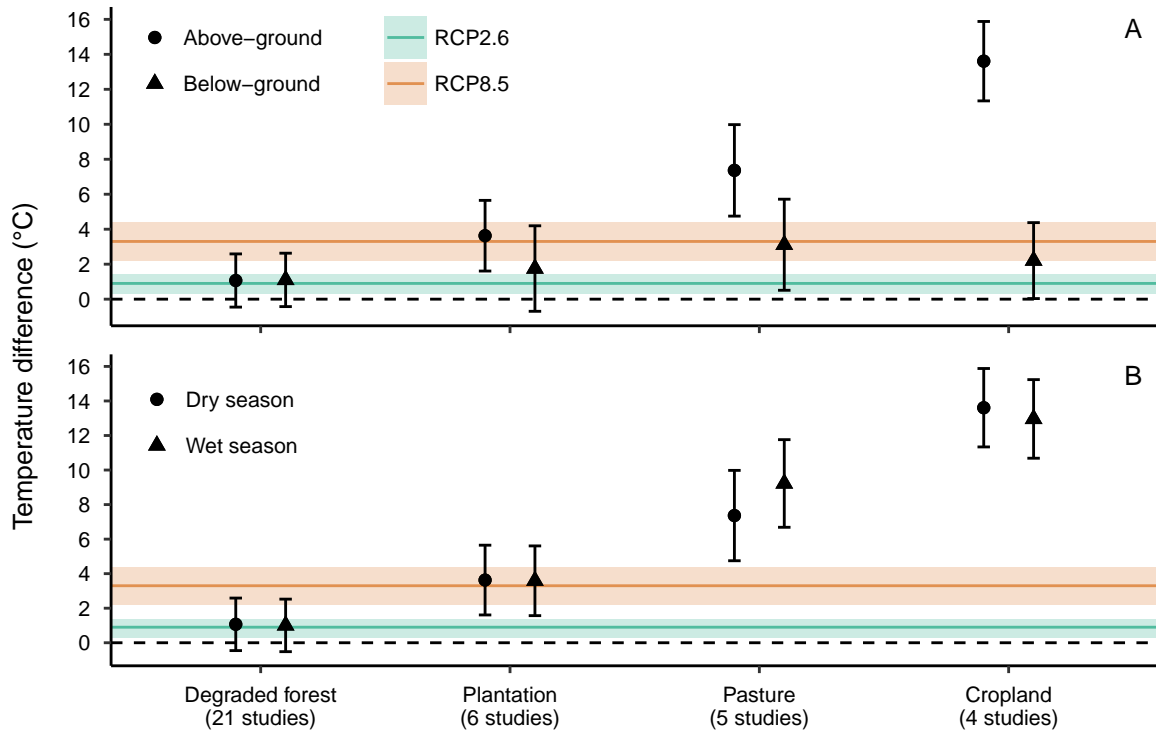 Temperature difference (°C)
A
16
14
12
10
8
6
4
2
0
Above−ground
Below−ground
RCP2.6
RCP8.5
B
16
14
12
10
8
6
4
2
0
Dry season
Wet season
Degraded forest
(21 studies)
Plantation
(6 studies)
Pasture
(5 studies)
Cropland
(4 studies)